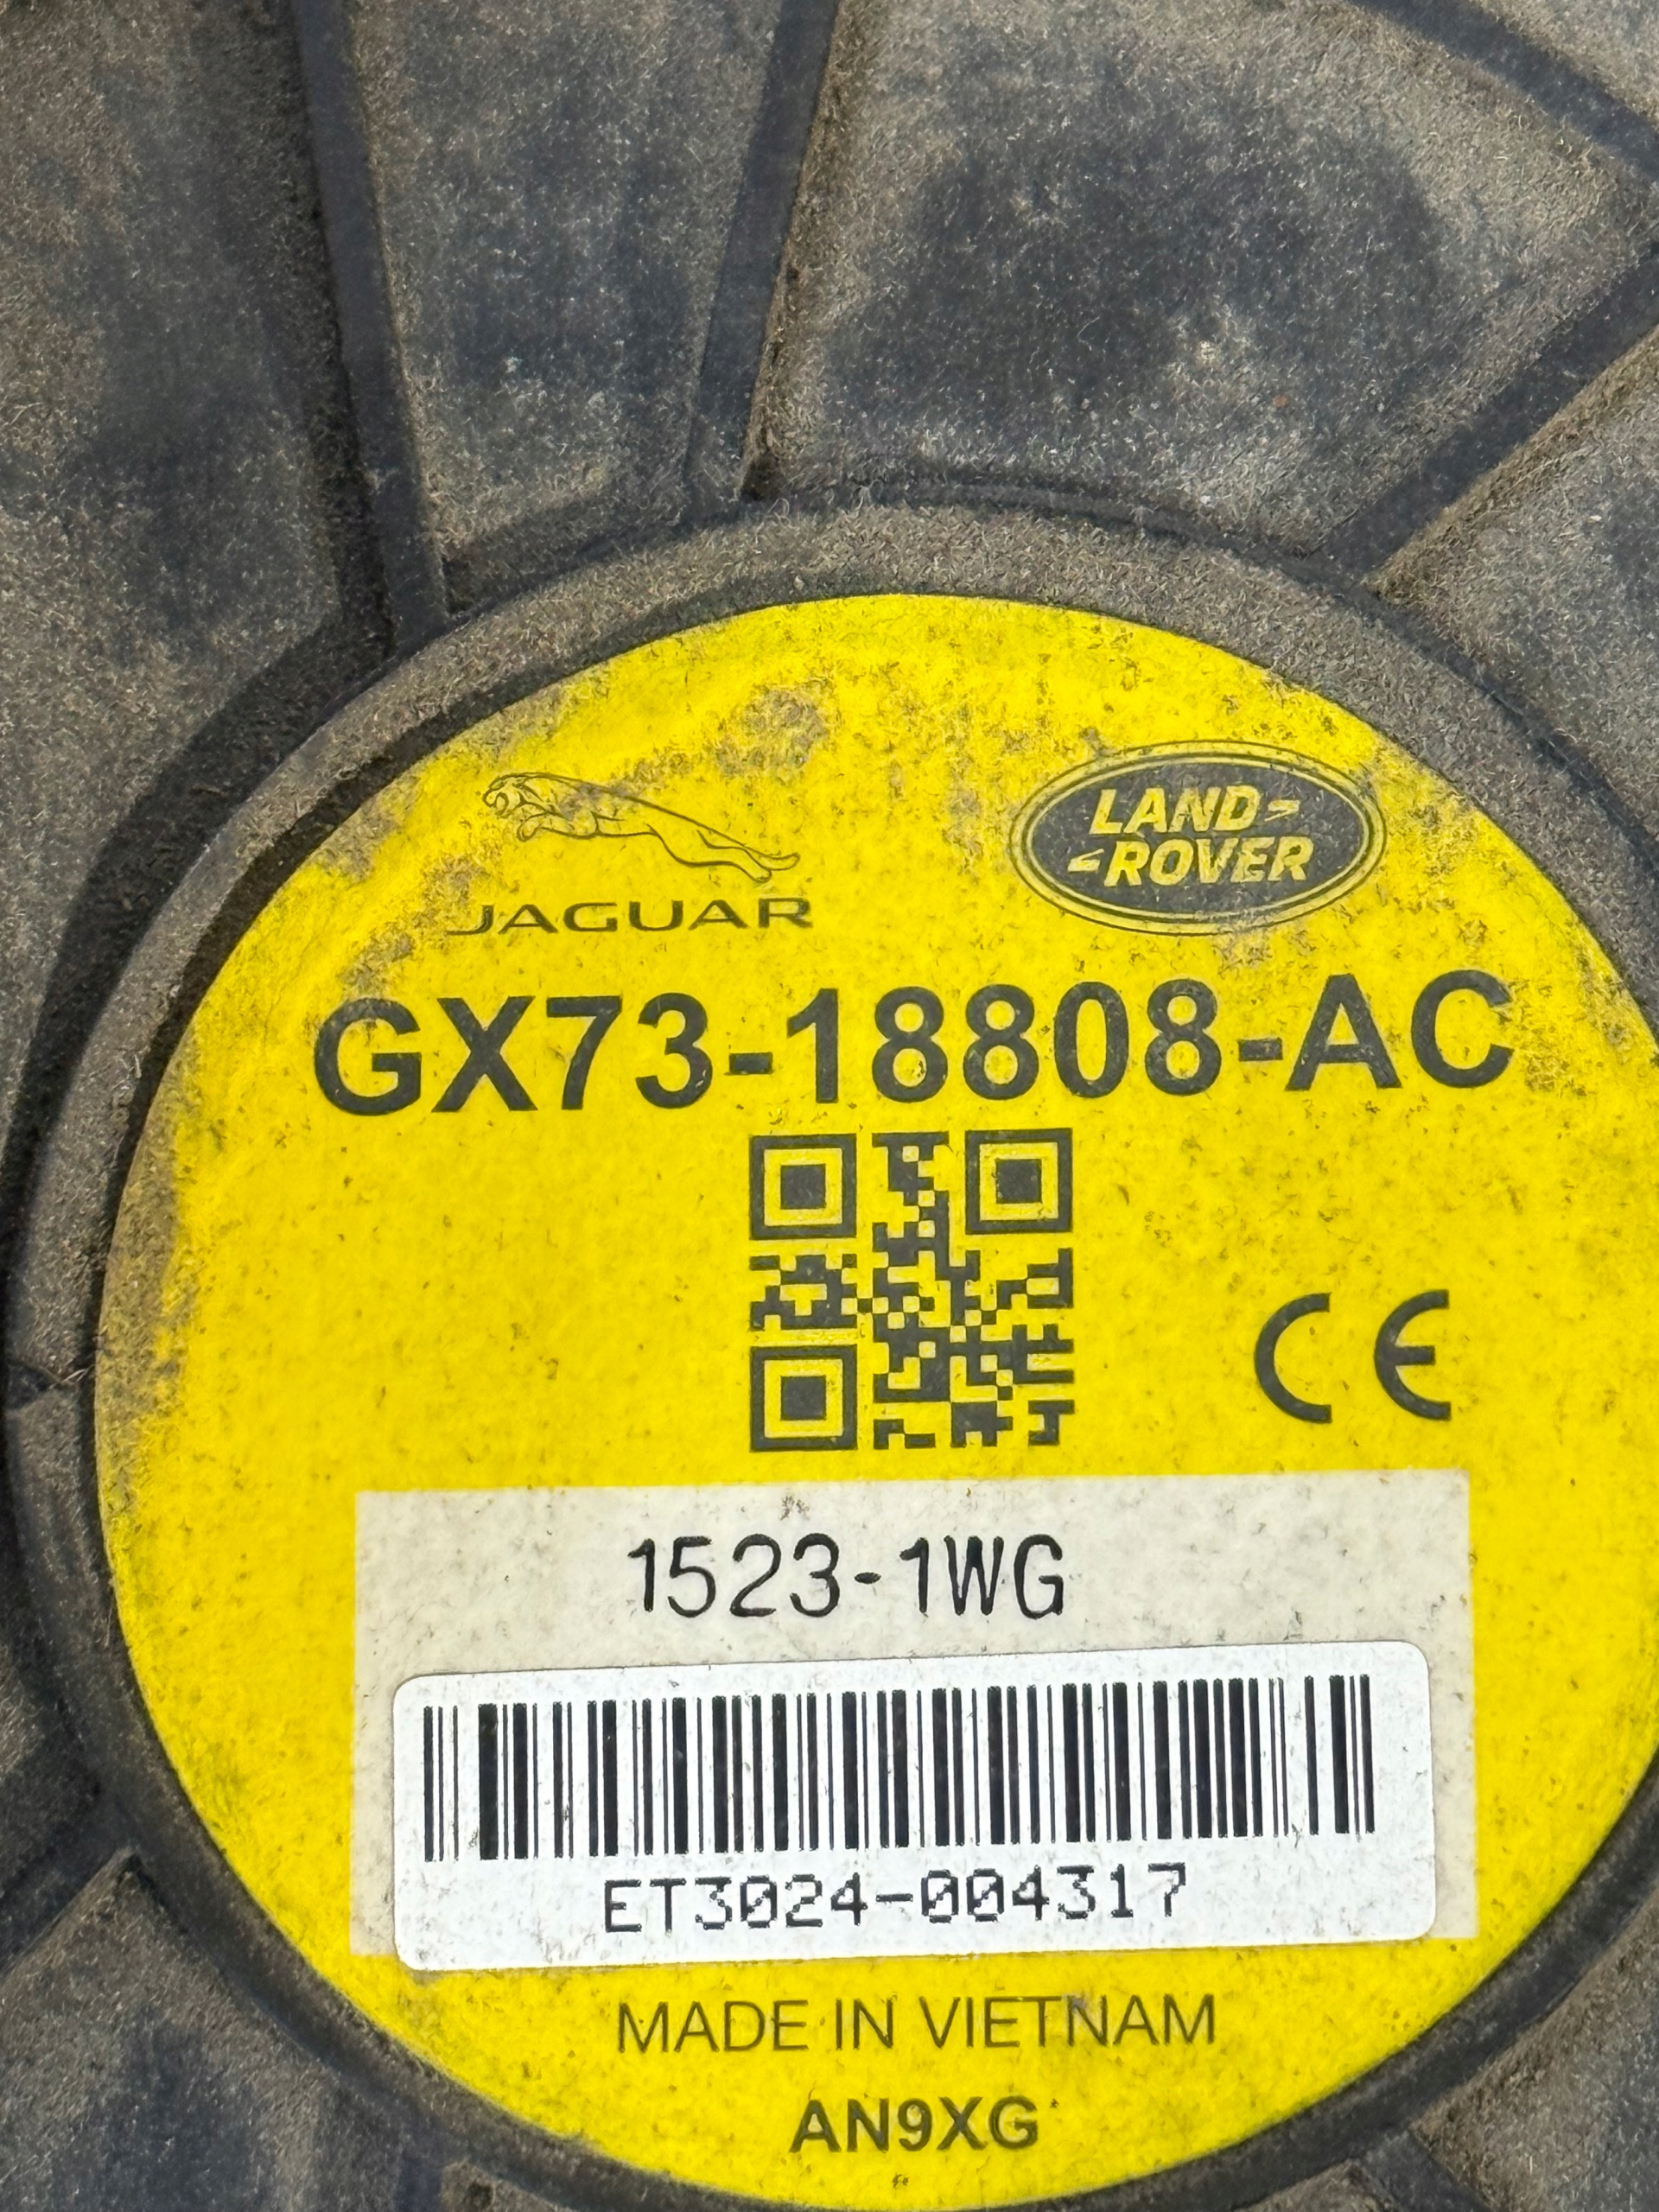 JAGUAR
LAND-
-ROVER
GX73-18808-AC
CE
1523-1WG
ET3024-004317
MADE IN VIETNAM
AN9XG